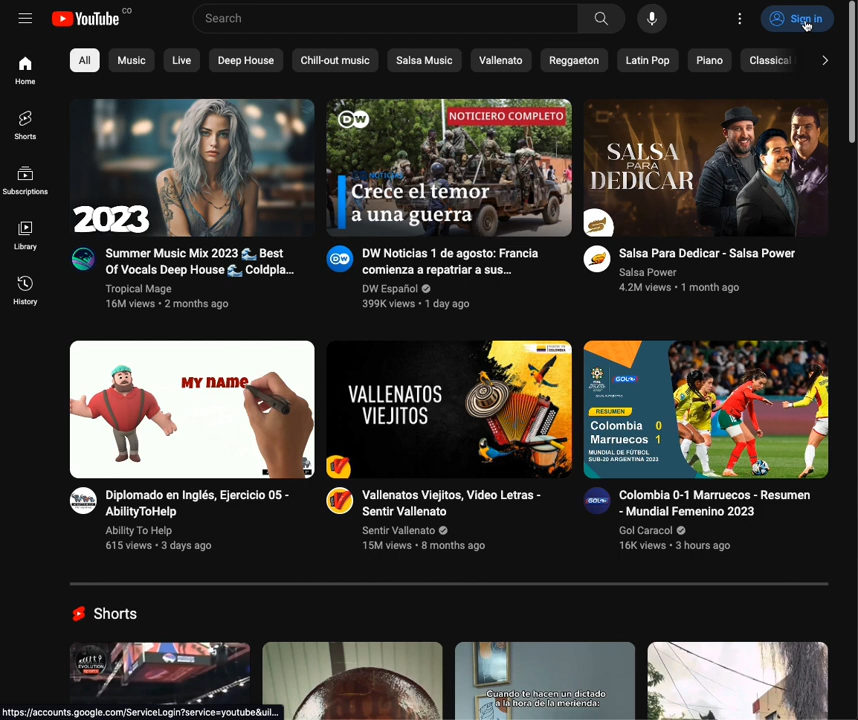 YouTube CO
Search
Sign in
All
Music
Live
Deep House
Chill-out music
Salsa Music
Vallenato
Reggaeton
Latin Pop
Piano
Classical
Home
Shorts
Subscriptions
Library
History
2023
Summer Music Mix 2023 🌊 Best
Of Vocals Deep House 🌊 Coldpla...
Tropical Mage
16M views • 2 months ago
DW
NOTICIERO COMPLETO
Crece el temor
a una guerra
DW Noticias 1 de agosto: Francia
comienza a repatriar a sus...
DW Español
399K views • 1 day ago
SALSA
PARA
DEDICAR
Salsa Para Dedicar - Salsa Power
Salsa Power
4.2M views • 1 month ago
MY NAME
Diplomado en Inglés, Ejercicio 05 -
AbilityToHelp
Ability To Help
615 views • 3 days ago
VALLENATOS
VIEJITOS
Vallenatos Viejitos, Video Letras -
Sentir Vallenato
Sentir Vallenato
15M views • 8 months ago
GOL
RESUMEN
Colombia 0
Marruecos 1
MUNDIAL DE FÚTBOL
SUB-20 ARGENTINA 2023
Colombia 0-1 Marruecos - Resumen
- Mundial Femenino 2023
Gol Caracol
16K views • 3 hours ago
Shorts
EVOLUTION
Cuando te hacen un dictado
a la hora de la merienda:
https://accounts.google.com/ServiceLogin?service=youtube&uil...